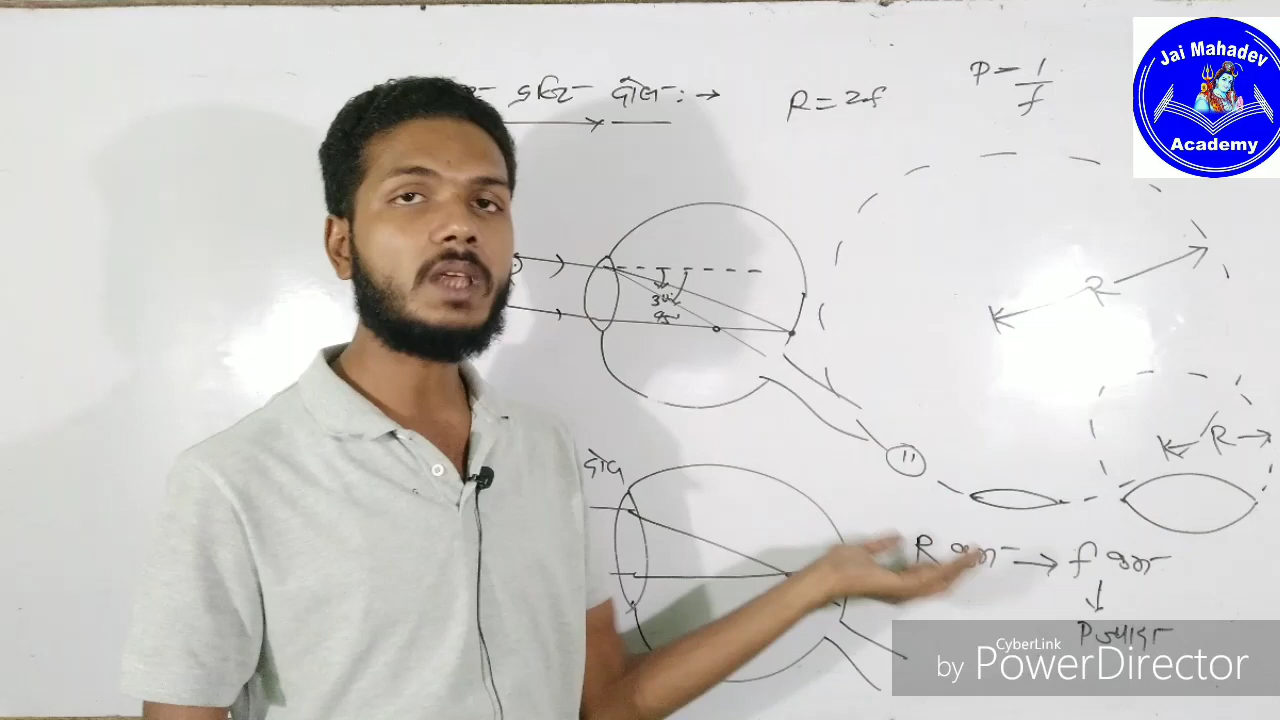 दृष्टि दोष : →
R = 2f
P = 1/f
Jai Mahadev
Academy
R
R
दोष
R कम → f कम
↓
P ज्यादा
CyberLink
by PowerDirector